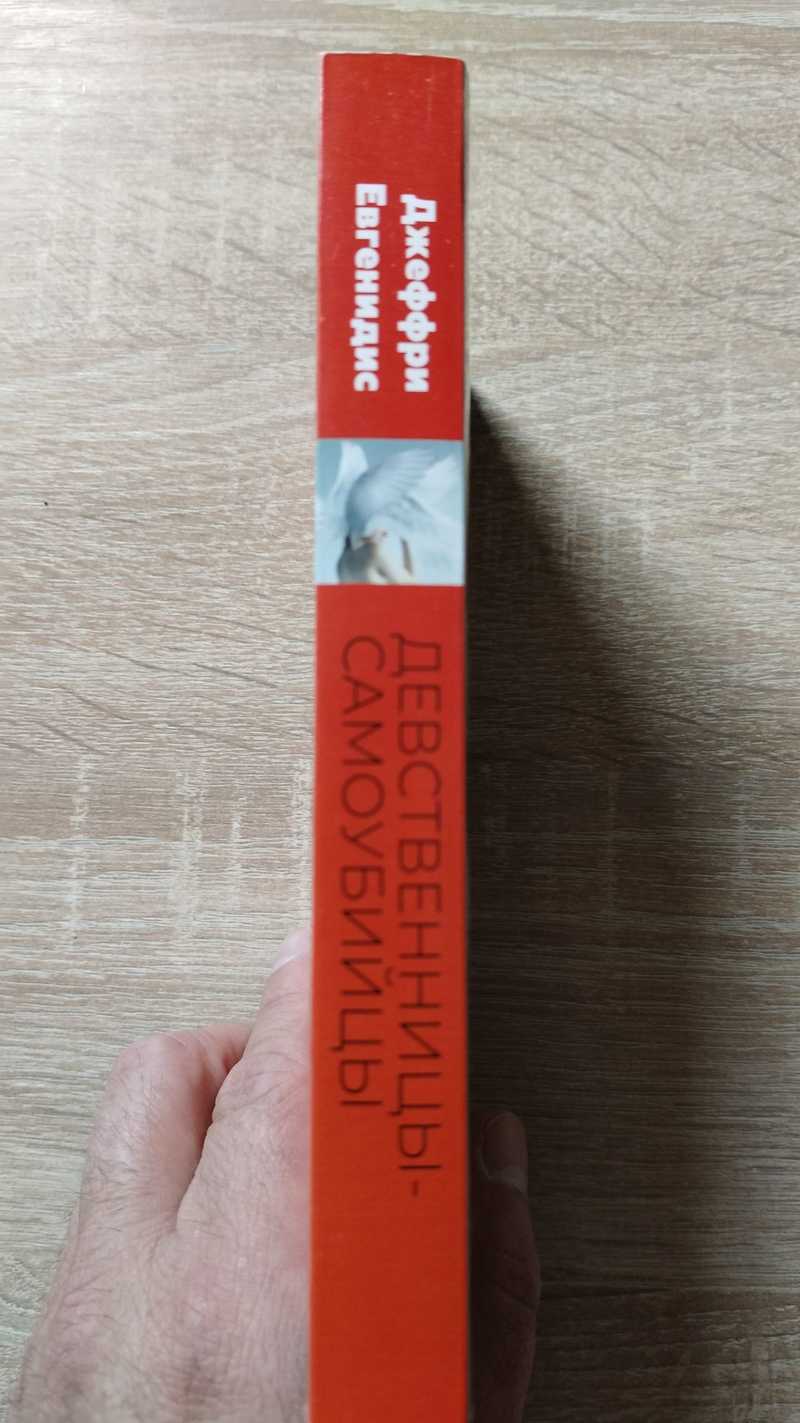 Джеффри
Евгенидис
ДЕВСТВЕННИЦЫ-
САМОУБИЙЦЫ